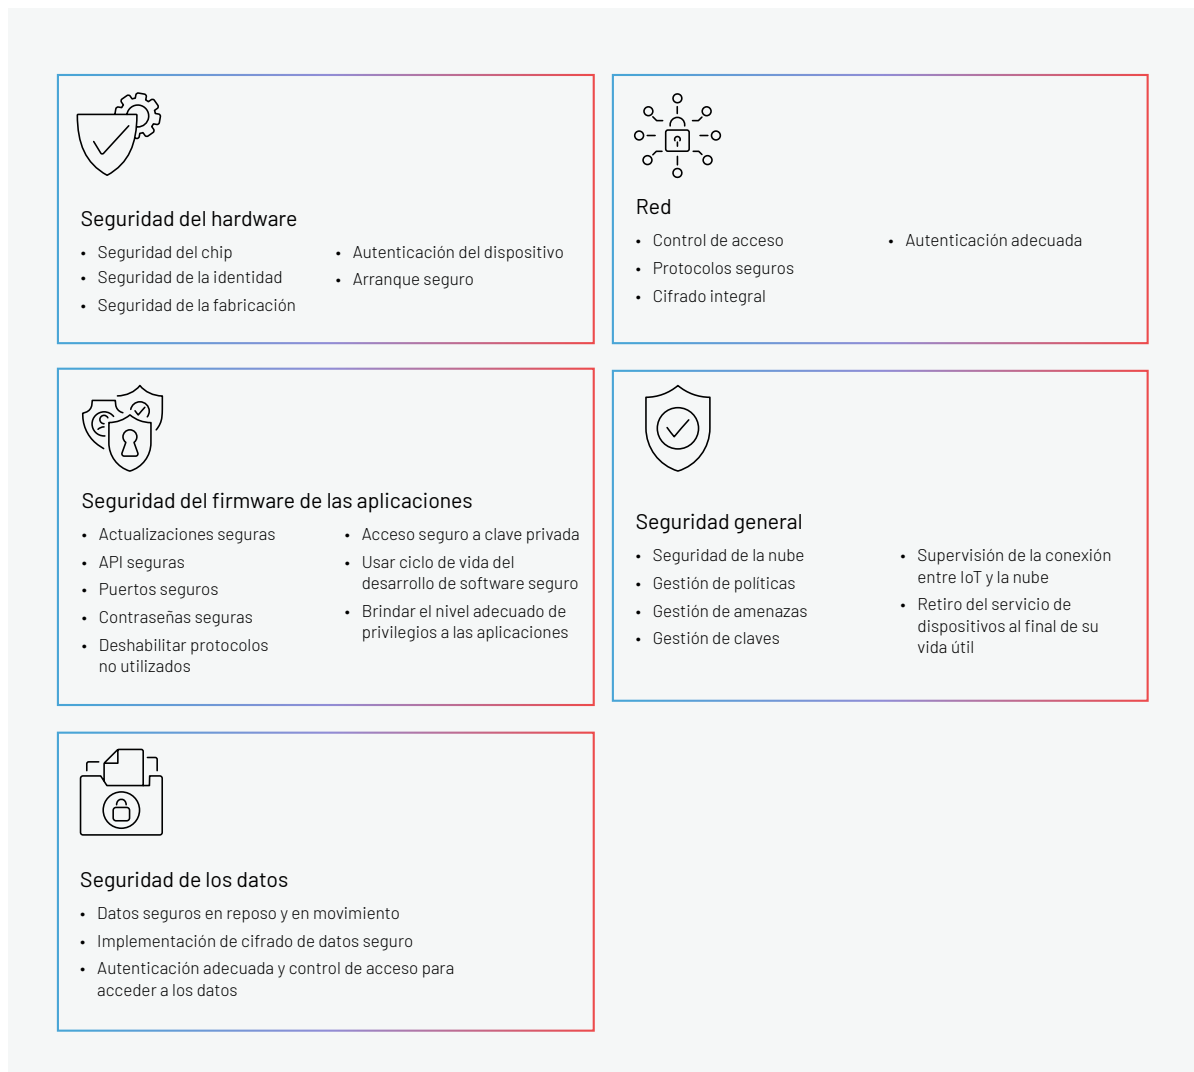 Seguridad del hardware
• Seguridad del chip
• Seguridad de la identidad
• Seguridad de la fabricación
• Autenticación del dispositivo
• Arranque seguro
Red
• Control de acceso
• Protocolos seguros
• Cifrado integral
• Autenticación adecuada
Seguridad del firmware de las aplicaciones
• Actualizaciones seguras
• API seguras
• Puertos seguros
• Contraseñas seguras
• Deshabilitar protocolos
no utilizados
• Acceso seguro a clave privada
• Usar ciclo de vida del
desarrollo de software seguro
• Brindar el nivel adecuado de
privilegios a las aplicaciones
Seguridad general
• Seguridad de la nube
• Gestión de políticas
• Gestión de amenazas
• Gestión de claves
• Supervisión de la conexión
entre IoT y la nube
• Retiro del servicio de
dispositivos al final de su
vida útil
Seguridad de los datos
• Datos seguros en reposo y en movimiento
• Implementación de cifrado de datos seguro
• Autenticación adecuada y control de acceso para
acceder a los datos